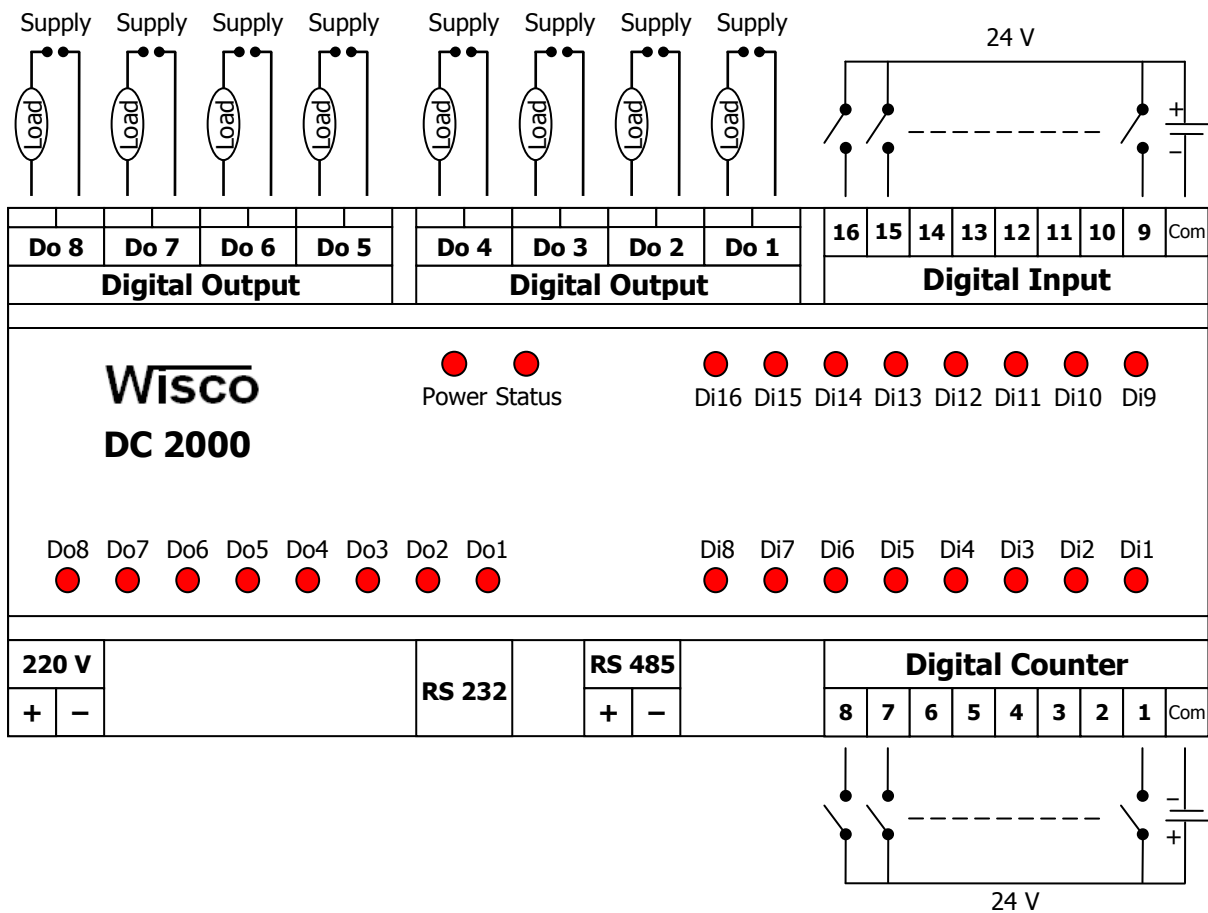 Supply Supply Supply Supply Supply Supply Supply Supply
24 V
Load Load Load Load Load Load Load Load
+
−
Do 8 Do 7 Do 6 Do 5 Do 4 Do 3 Do 2 Do 1 16 15 14 13 12 11 10 9 Com
Digital Output Digital Output Digital Input
Wisco
DC 2000
Power Status
Di16 Di15 Di14 Di13 Di12 Di11 Di10 Di9
Do8 Do7 Do6 Do5 Do4 Do3 Do2 Do1 Di8 Di7 Di6 Di5 Di4 Di3 Di2 Di1
220 V RS 232 RS 485 Digital Counter
+ − + − 8 7 6 5 4 3 2 1 Com
−
+
24 V